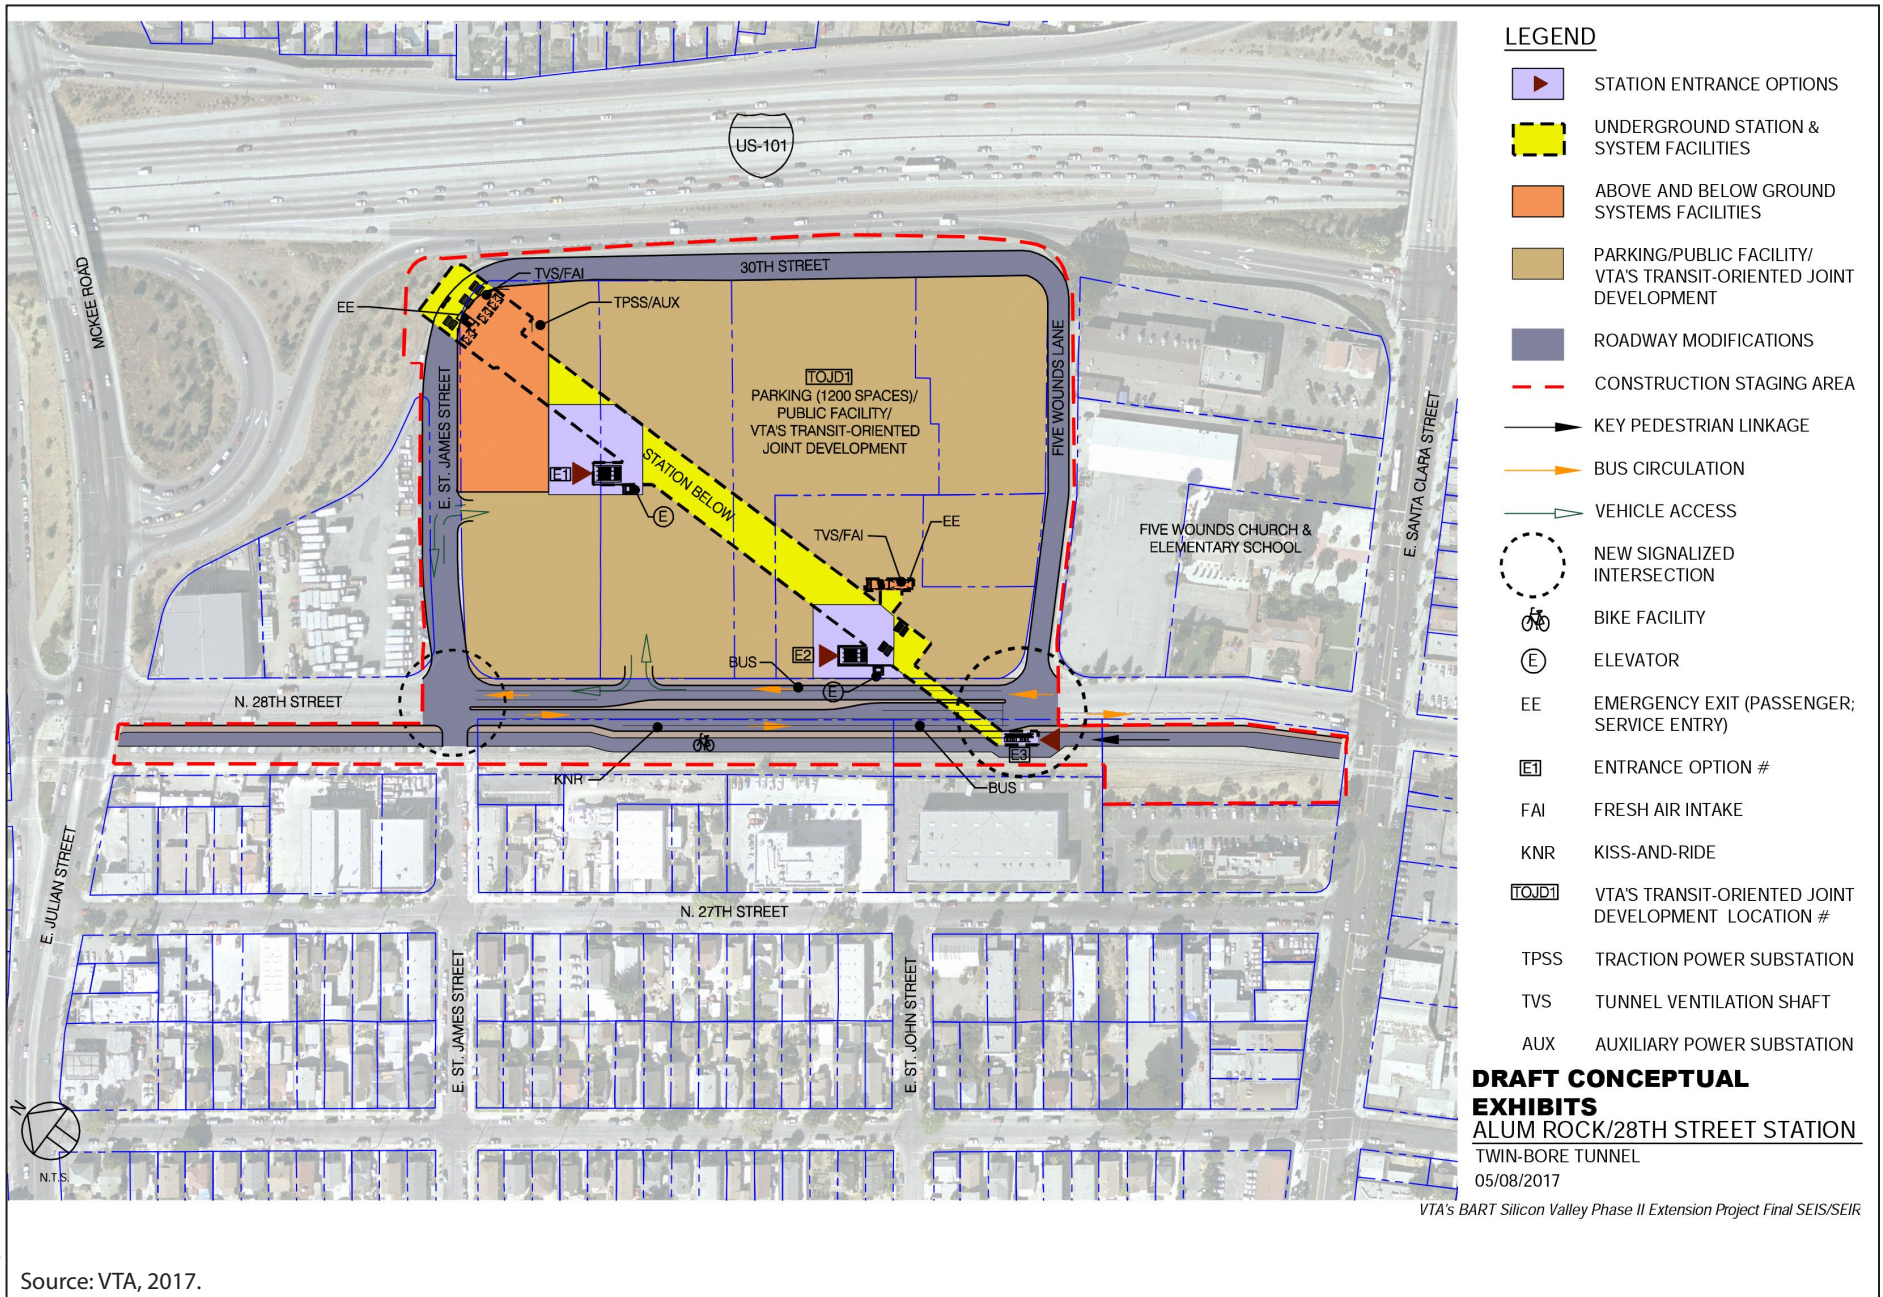 US-101
MCKEE ROAD
30TH STREET
TVS/FAI
EE
TPSS/AUX
TOJD1
PARKING (1200 SPACES)/
PUBLIC FACILITY/
VTA'S TRANSIT-ORIENTED
JOINT DEVELOPMENT
E. ST. JAMES STREET
FIVE WOUNDS LANE
E. SANTA CLARA STREET
E1
STATION BELOW
E
TVS/FAI
EE
FIVE WOUNDS CHURCH &
ELEMENTARY SCHOOL
E2
BUS
E
N. 28TH STREET
E3
KNR
BUS
E. JULIAN STREET
N. 27TH STREET
E. ST. JAMES STREET
E. ST. JOHN STREET
N
N.T.S.
LEGEND
STATION ENTRANCE OPTIONS
UNDERGROUND STATION &
SYSTEM FACILITIES
ABOVE AND BELOW GROUND
SYSTEMS FACILITIES
PARKING/PUBLIC FACILITY/
VTA'S TRANSIT-ORIENTED JOINT
DEVELOPMENT
ROADWAY MODIFICATIONS
CONSTRUCTION STAGING AREA
KEY PEDESTRIAN LINKAGE
BUS CIRCULATION
VEHICLE ACCESS
NEW SIGNALIZED
INTERSECTION
BIKE FACILITY
E ELEVATOR
EE EMERGENCY EXIT (PASSENGER;
SERVICE ENTRY)
E1 ENTRANCE OPTION #
FAI FRESH AIR INTAKE
KNR KISS-AND-RIDE
TOJD1 VTA'S TRANSIT-ORIENTED JOINT
DEVELOPMENT LOCATION #
TPSS TRACTION POWER SUBSTATION
TVS TUNNEL VENTILATION SHAFT
AUX AUXILIARY POWER SUBSTATION
DRAFT CONCEPTUAL
EXHIBITS
ALUM ROCK/28TH STREET STATION
TWIN-BORE TUNNEL
05/08/2017
VTA's BART Silicon Valley Phase II Extension Project Final SEIS/SEIR
Source: VTA, 2017.